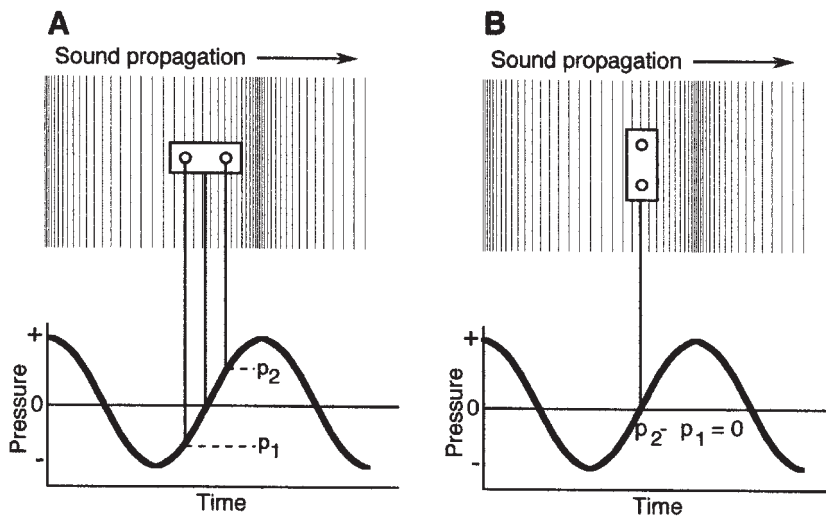 A
Sound propagation
+
0
-
Pressure
p2
p1
Time
B
Sound propagation
+
0
-
Pressure
p2- p1 = 0
Time